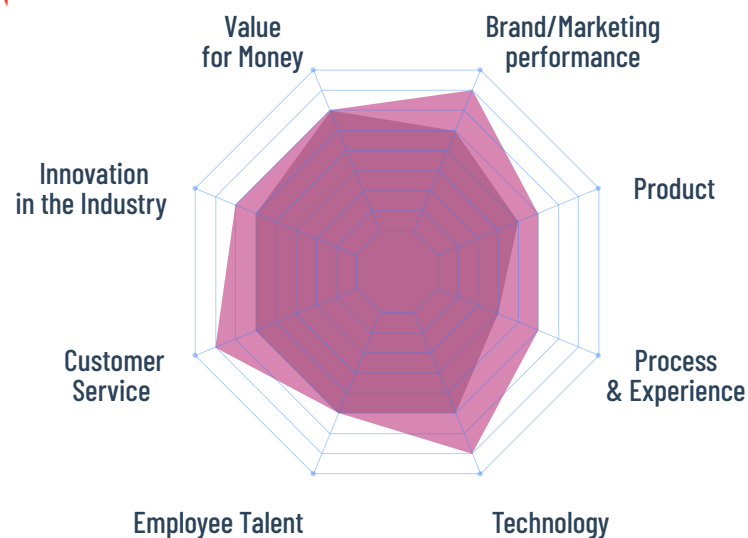 Value
for Money
Brand/Marketing
performance
Innovation
in the Industry
Product
Customer
Service
Process
& Experience
Employee Talent
Technology